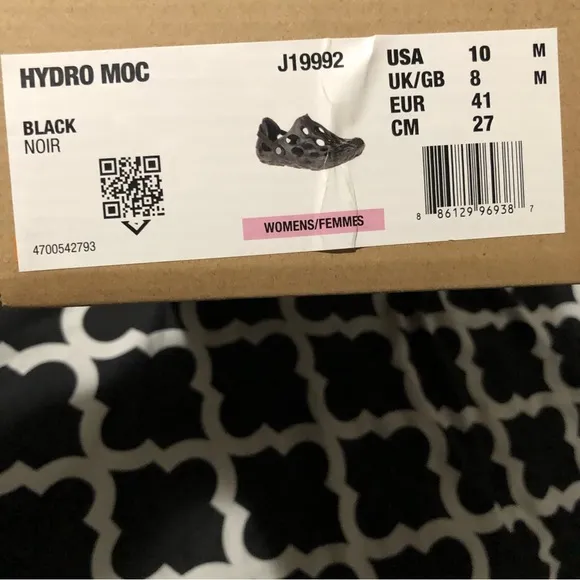 HYDRO MOC
J19992
BLACK
NOIR
4700542793
WOMENS/FEMMES
USA 10 M
UK/GB 8 M
EUR 41
CM 27
8 86129 96938 7